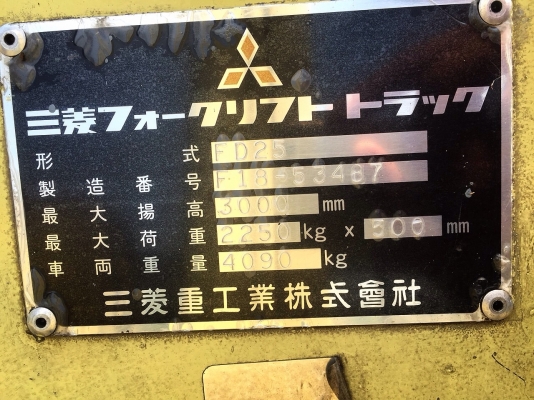 三菱フォークリフト トラック
形式 FD25
製造番号 F18-53487
最大揚高 3000 mm
最大荷重 2250 kg x 500 mm
車両重量 4090 kg
三菱重工業株式會社